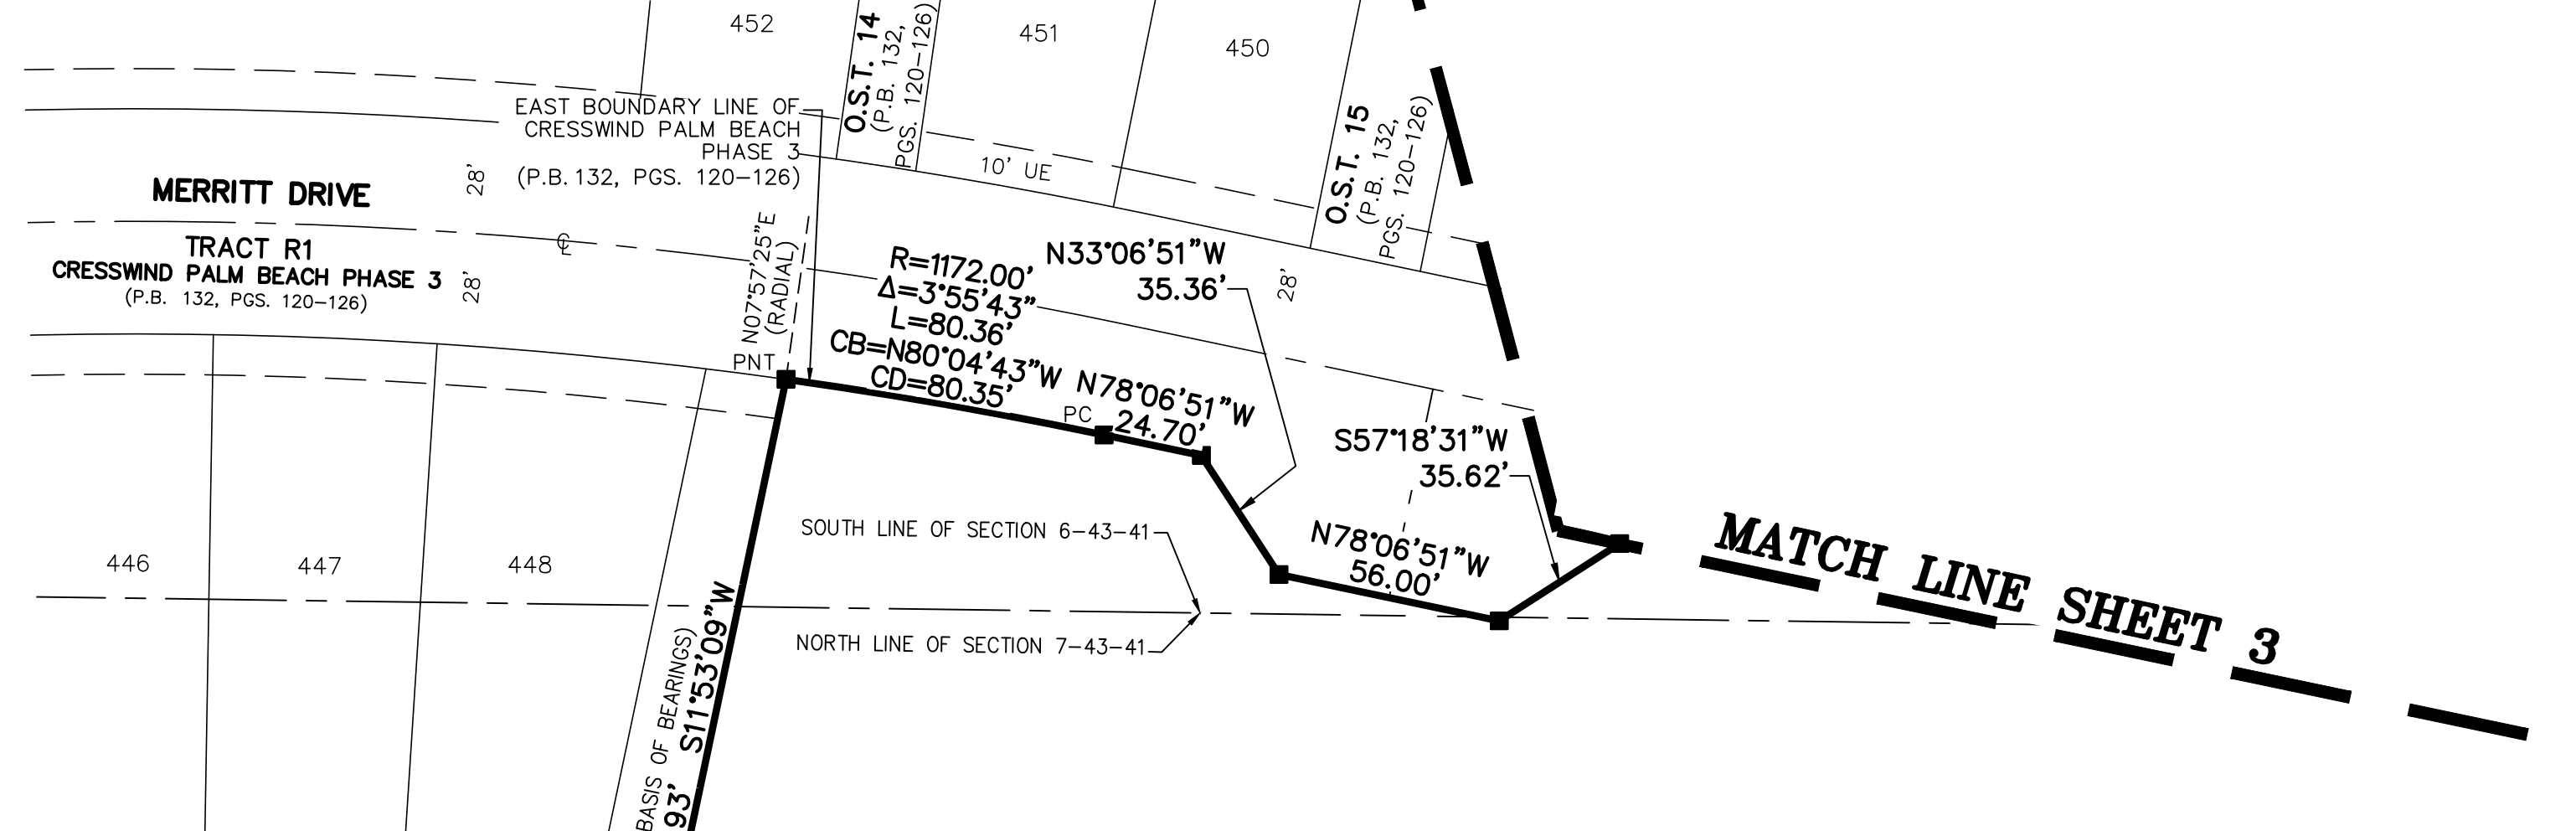 452
451
450
O.S.T. 14
(P.B. 132,
PGS. 120-126)
O.S.T. 15
(P.B. 132,
PGS. 120-126)
EAST BOUNDARY LINE OF
CRESSWIND PALM BEACH
PHASE 3
(P.B. 132, PGS. 120-126)
10' UE
28'
MERRITT DRIVE
℄
TRACT R1
CRESSWIND PALM BEACH PHASE 3
(P.B. 132, PGS. 120-126)
28'
N07°57'25"E
(RADIAL)
PNT
R=1172.00'
Δ=3°55'43"
L=80.36'
CB=N80°04'43"W
CD=80.35'
N33°06'51"W
35.36'
28'
PC
N78°06'51"W
24.70'
S57°18'31"W
35.62'
N78°06'51"W
56.00'
SOUTH LINE OF SECTION 6-43-41
NORTH LINE OF SECTION 7-43-41
446
447
448
BASIS OF BEARINGS)
93' S11°53'09"W
MATCH LINE SHEET 3